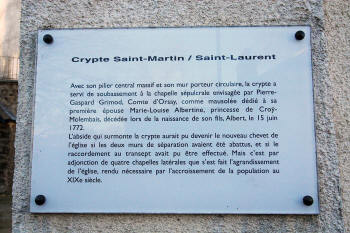 Crypte Saint-Martin / Saint-Laurent
Avec son pilier central massif et son mur porteur circulaire, la crypte a
servi de soubassement à la chapelle sépulcrale envisagée par Pierre-
Gaspard Grimod, Comte d'Orsay, comme mausolée dédié à sa
première épouse Marie-Louise Albertine, princesse de Croÿ-
Molembais, décédée lors de la naissance de son fils, Albert, le 15 juin
1772.
L'abside qui surmonte la crypte aurait pu devenir le nouveau chevet de
l'église si les deux murs de séparation avaient été abattus, et si le
raccordement au transept avait pu être effectué. Mais c'est par
adjonction de quatre chapelles latérales que s'est fait l'agrandissement
de l'église, rendu nécessaire par l'accroissement de la population au
XIXe siècle.